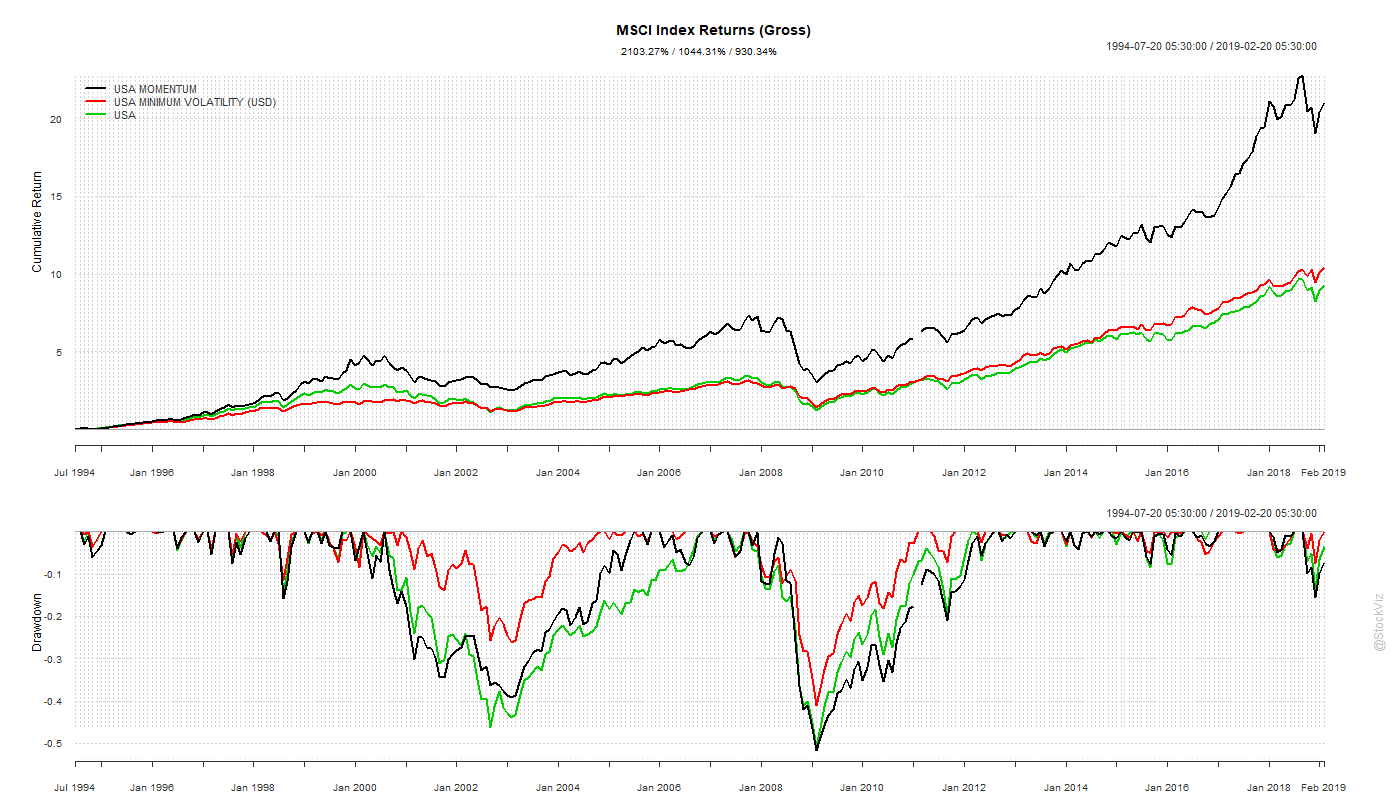 MSCI Index Returns (Gross)
2103.27% / 1044.31% / 930.34%
1994-07-20 05:30:00 / 2019-02-20 05:30:00
USA MOMENTUM
USA MINIMUM VOLATILITY (USD)
USA
Cumulative Return
20
15
10
5
Jul 1994 Jan 1996 Jan 1998 Jan 2000 Jan 2002 Jan 2004 Jan 2006 Jan 2008 Jan 2010 Jan 2012 Jan 2014 Jan 2016 Jan 2018 Feb 2019
1994-07-20 05:30:00 / 2019-02-20 05:30:00
Drawdown
-0.1
-0.2
-0.3
-0.4
-0.5
Jul 1994 Jan 1996 Jan 1998 Jan 2000 Jan 2002 Jan 2004 Jan 2006 Jan 2008 Jan 2010 Jan 2012 Jan 2014 Jan 2016 Jan 2018 Feb 2019
@StockViz